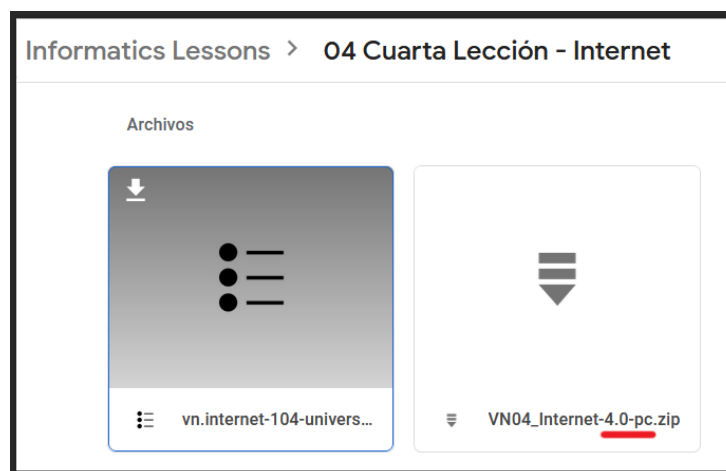 Informatics Lessons > 04 Cuarta Lección - Internet
Archivos
vn.internet-104-univers...
VN04_Internet-4.0-pc.zip